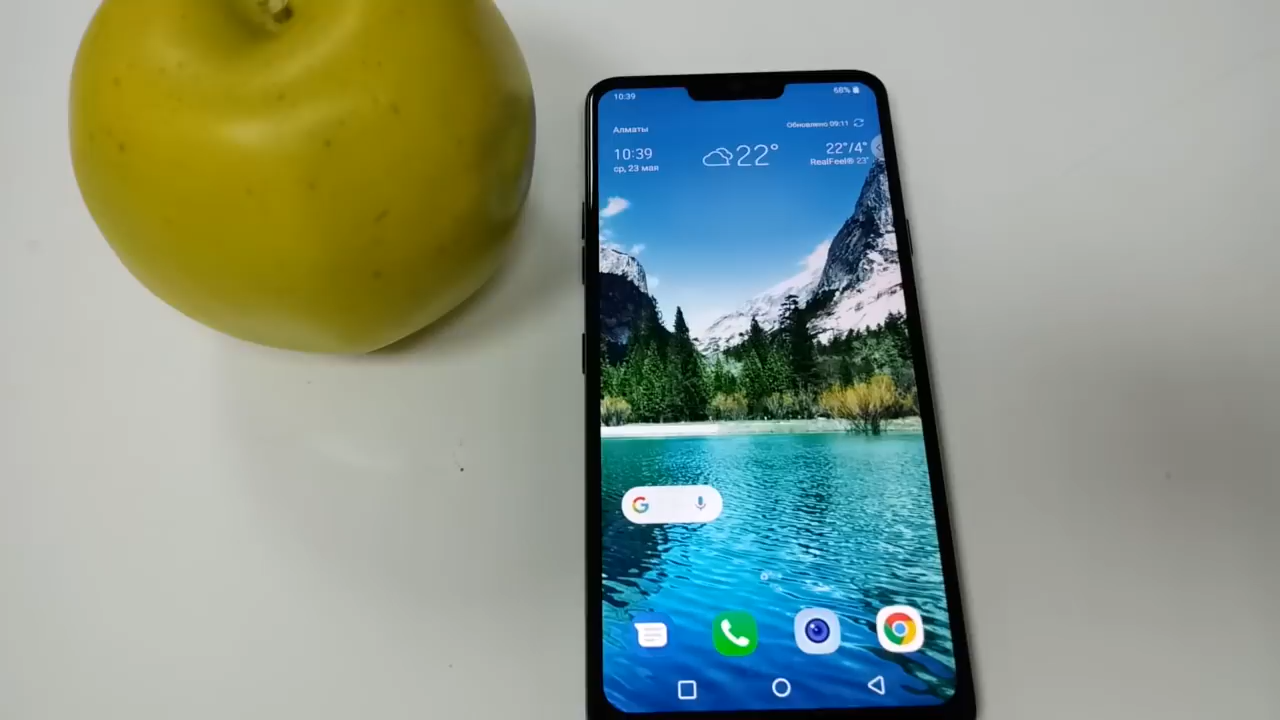 10:39
68%
Алматы
Обновлено 09:11
10:39
22°
22°/4°
ср, 23 мая
RealFeel® 23°
G